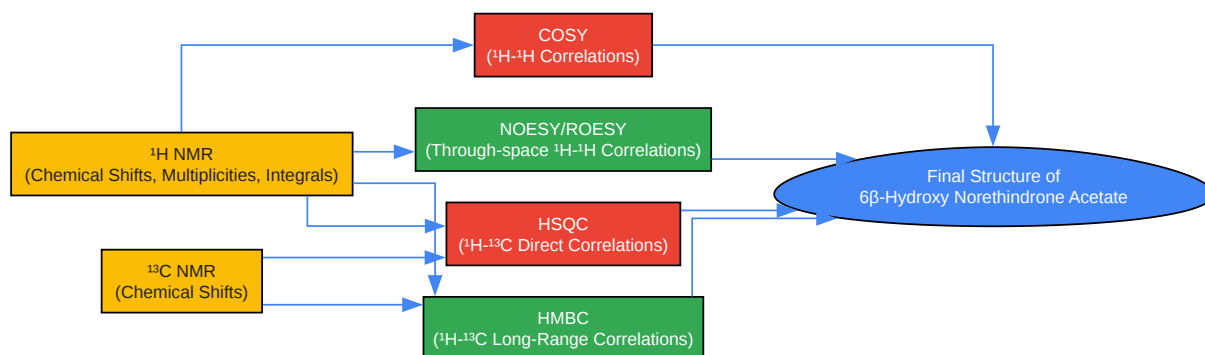 COSY
(¹H-¹H Correlations)
NOESY/ROESY
(Through-space ¹H-¹H Correlations)
¹H NMR
(Chemical Shifts, Multiplicities, Integrals)
Final Structure of
6β-Hydroxy Norethindrone Acetate
HSQC
(¹H-¹³C Direct Correlations)
¹³C NMR
(Chemical Shifts)
HMBC
(¹H-¹³C Long-Range Correlations)